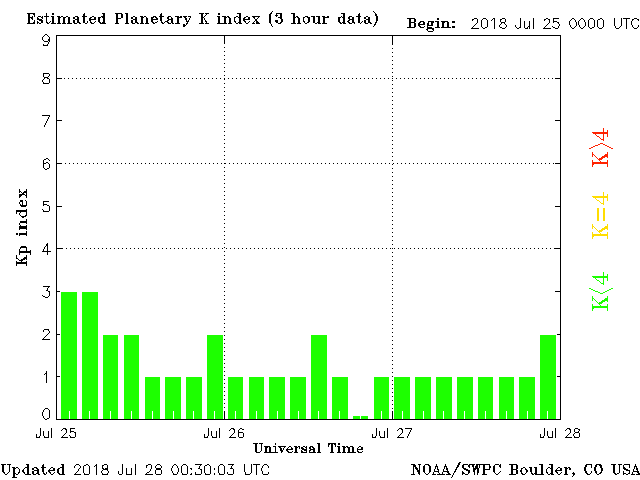 Estimated Planetary K index (3 hour data)
Begin: 2018 Jul 25 0000 UTC
9
8
7
6
5
4
3
2
1
0
Kp index
K>4
K=4
K<4
Jul 25 Jul 26 Jul 27 Jul 28
Universal Time
Updated 2018 Jul 28 00:30:03 UTC
NOAA/SWPC Boulder, CO USA